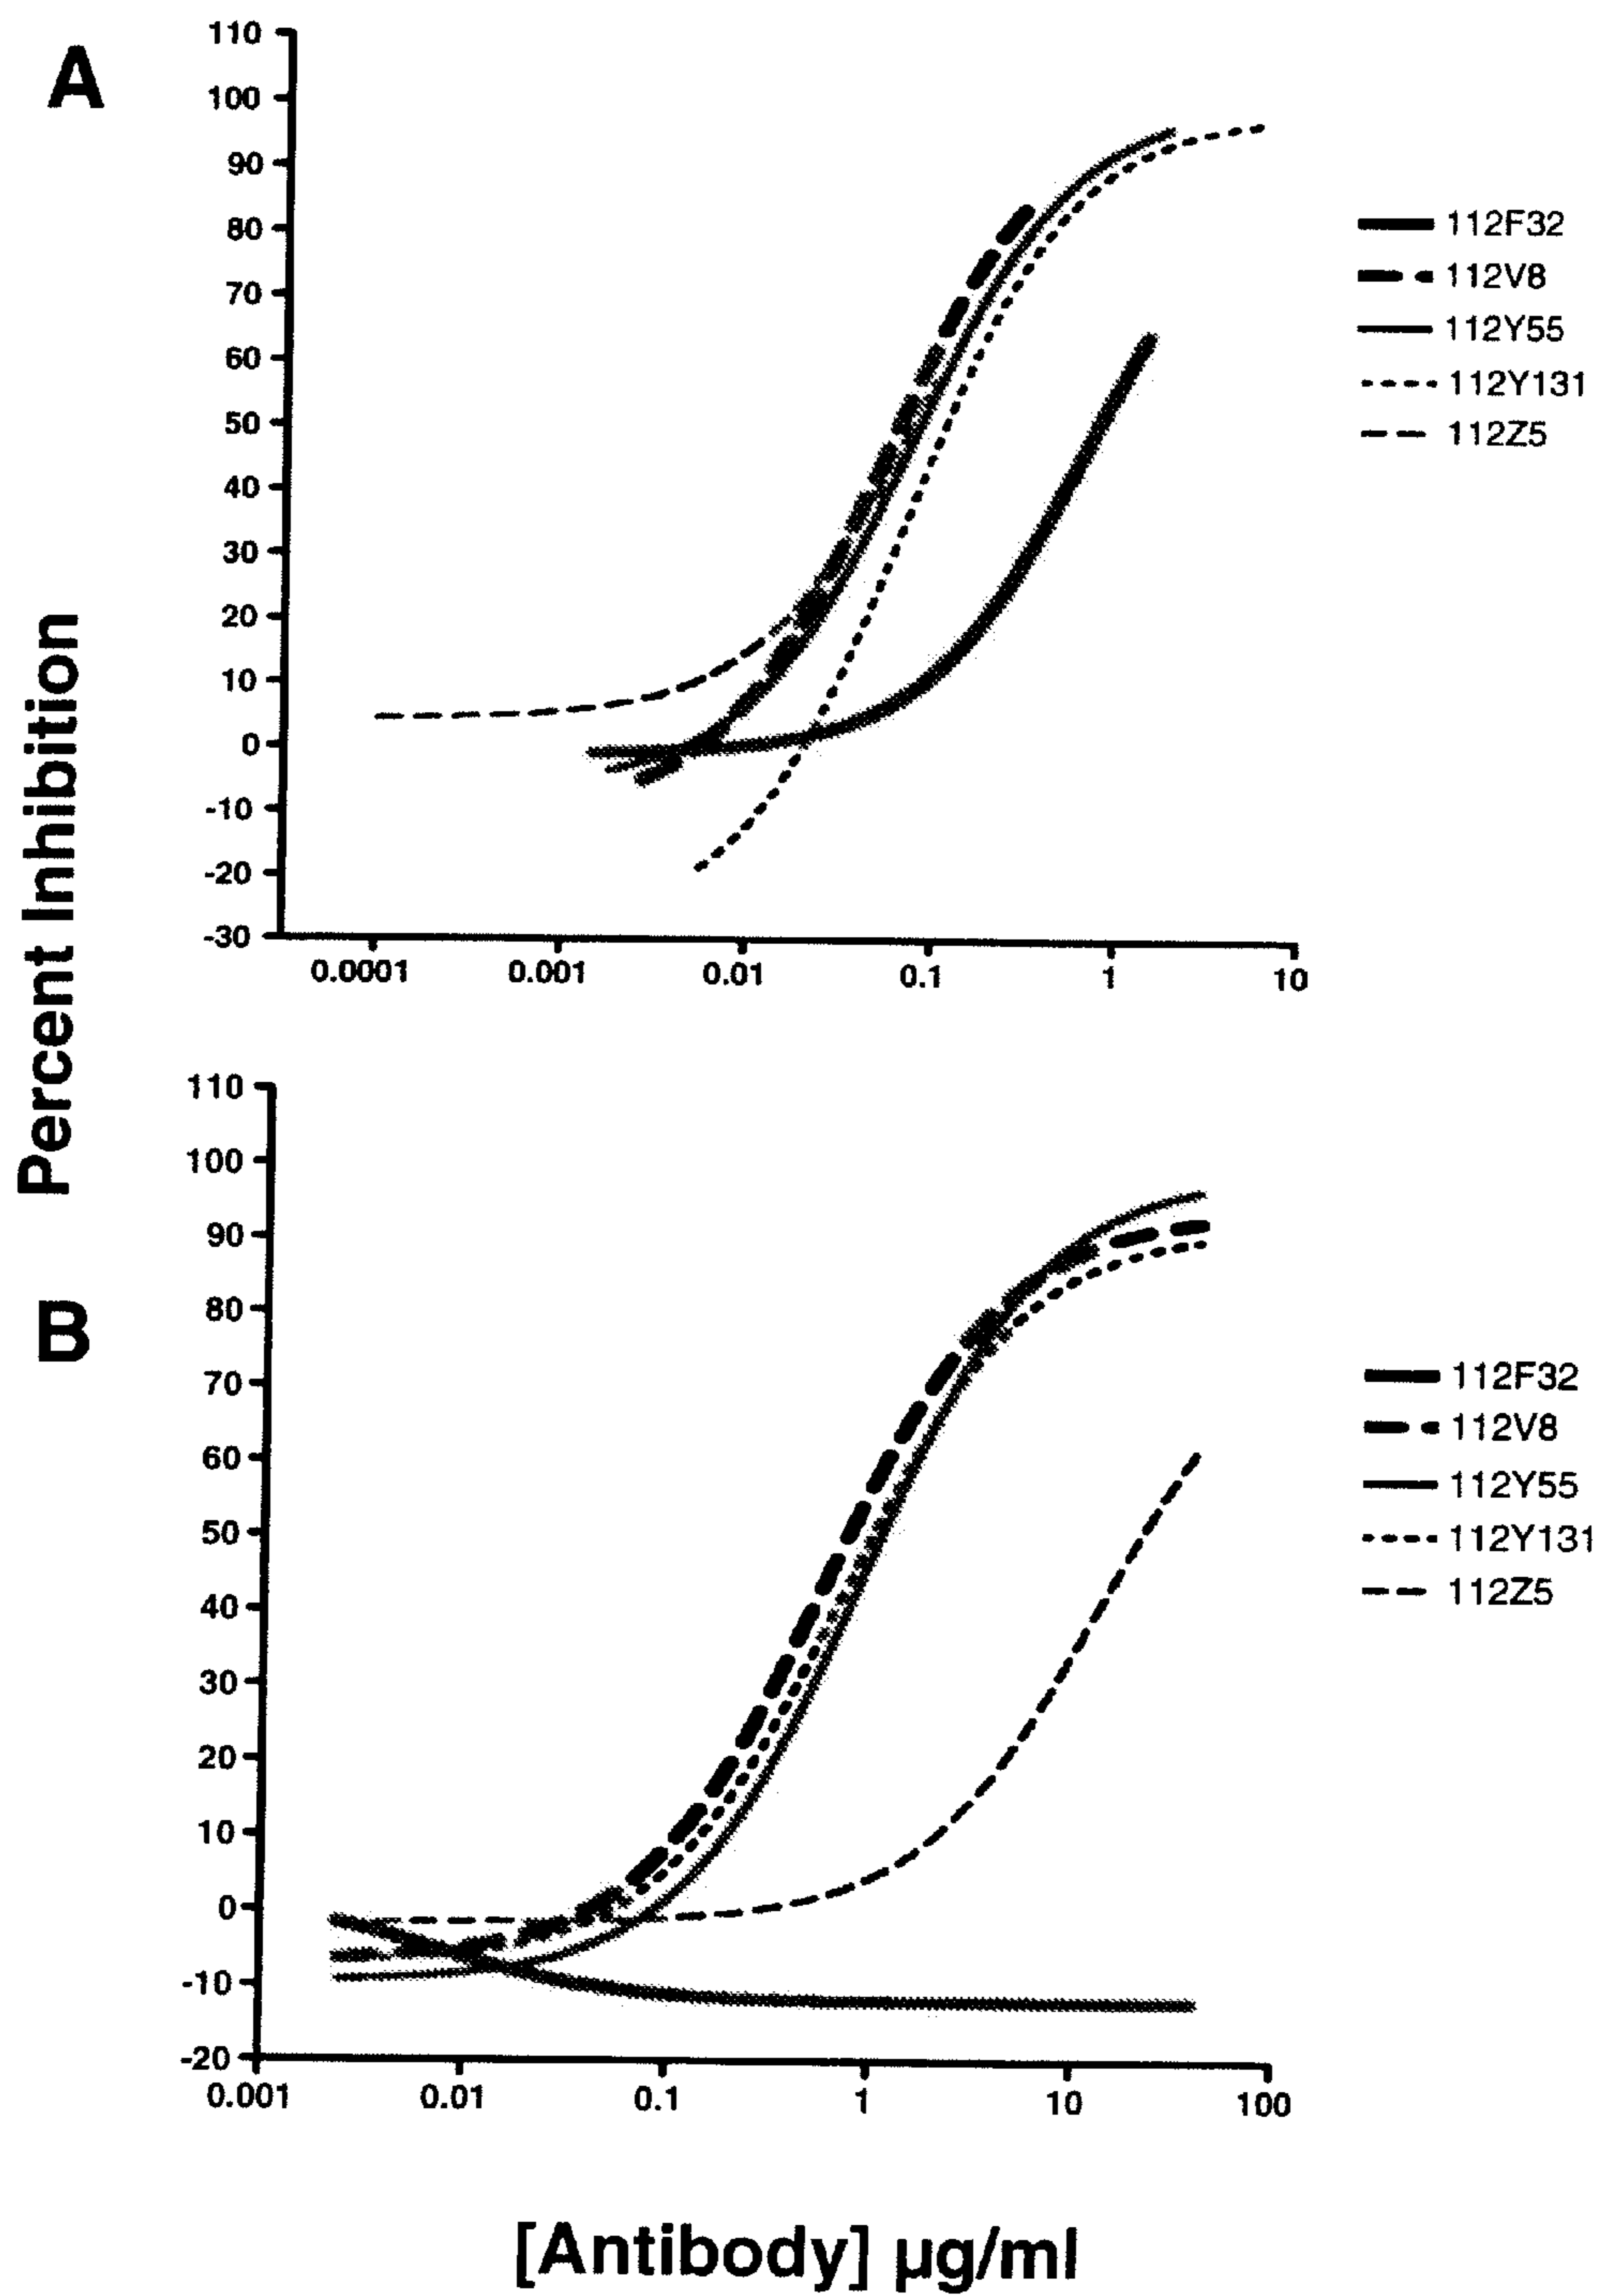 A
Percent Inhibition
110
100
90
80
70
60
50
40
30
20
10
0
-10
-20
-30
0.0001 0.001 0.01 0.1 1 10
112F32
112V8
112Y55
112Y131
112Z5
B
110
100
90
80
70
60
50
40
30
20
10
0
-10
-20
0.001 0.01 0.1 1 10 100
112F32
112V8
112Y55
112Y131
112Z5
[Antibody] µg/ml